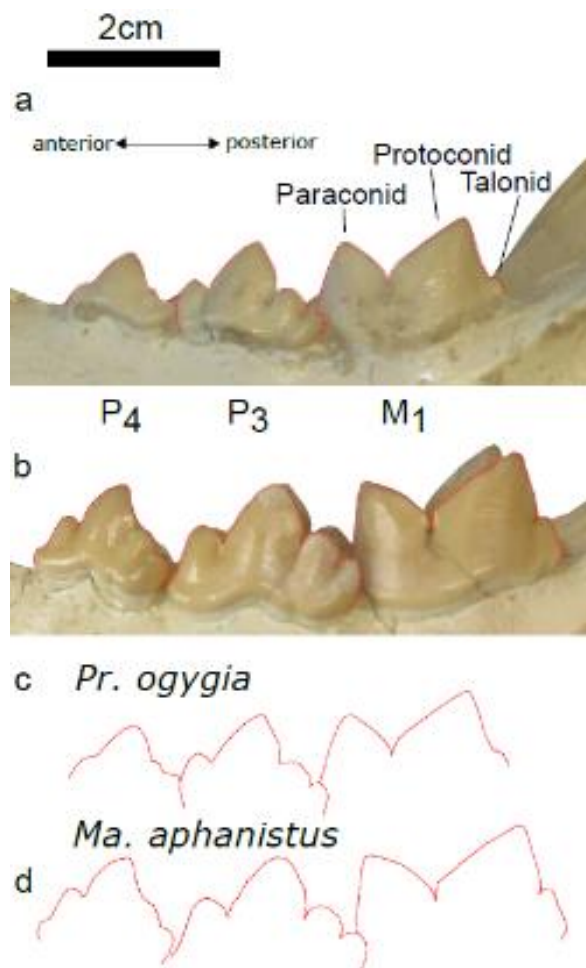 2cm
a
anterior posterior
Protoconid
Paraconid Talonid
P4 P3 M1
b
c Pr. ogygia
Ma. aphanistus
d